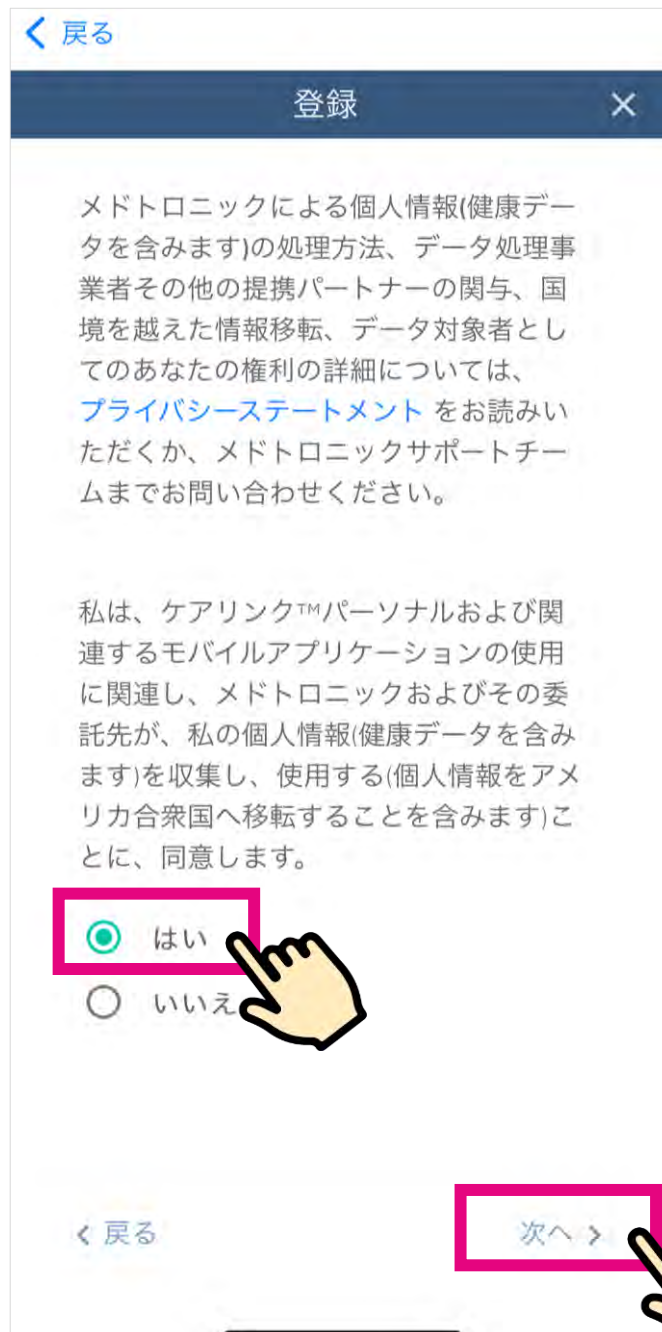 戻る
登録
メドトロニックによる個人情報(健康デー
タを含みます)の処理方法、データ処理事
業者その他の提携パートナーの関与、国
境を越えた情報移転、データ対象者とし
てのあなたの権利の詳細については、
プライバシーステートメント をお読みい
ただくか、メドトロニックサポートチー
ムまでお問い合わせください。
私は、ケアリンク™パーソナルおよび関
連するモバイルアプリケーションの使用
に関連し、メドトロニックおよびその委
託先が、私の個人情報(健康データを含み
ます)を収集し、使用する(個人情報をアメ
リカ合衆国へ移転することを含みます)こ
とに、同意します。
はい
いいえ
戻る
次へ